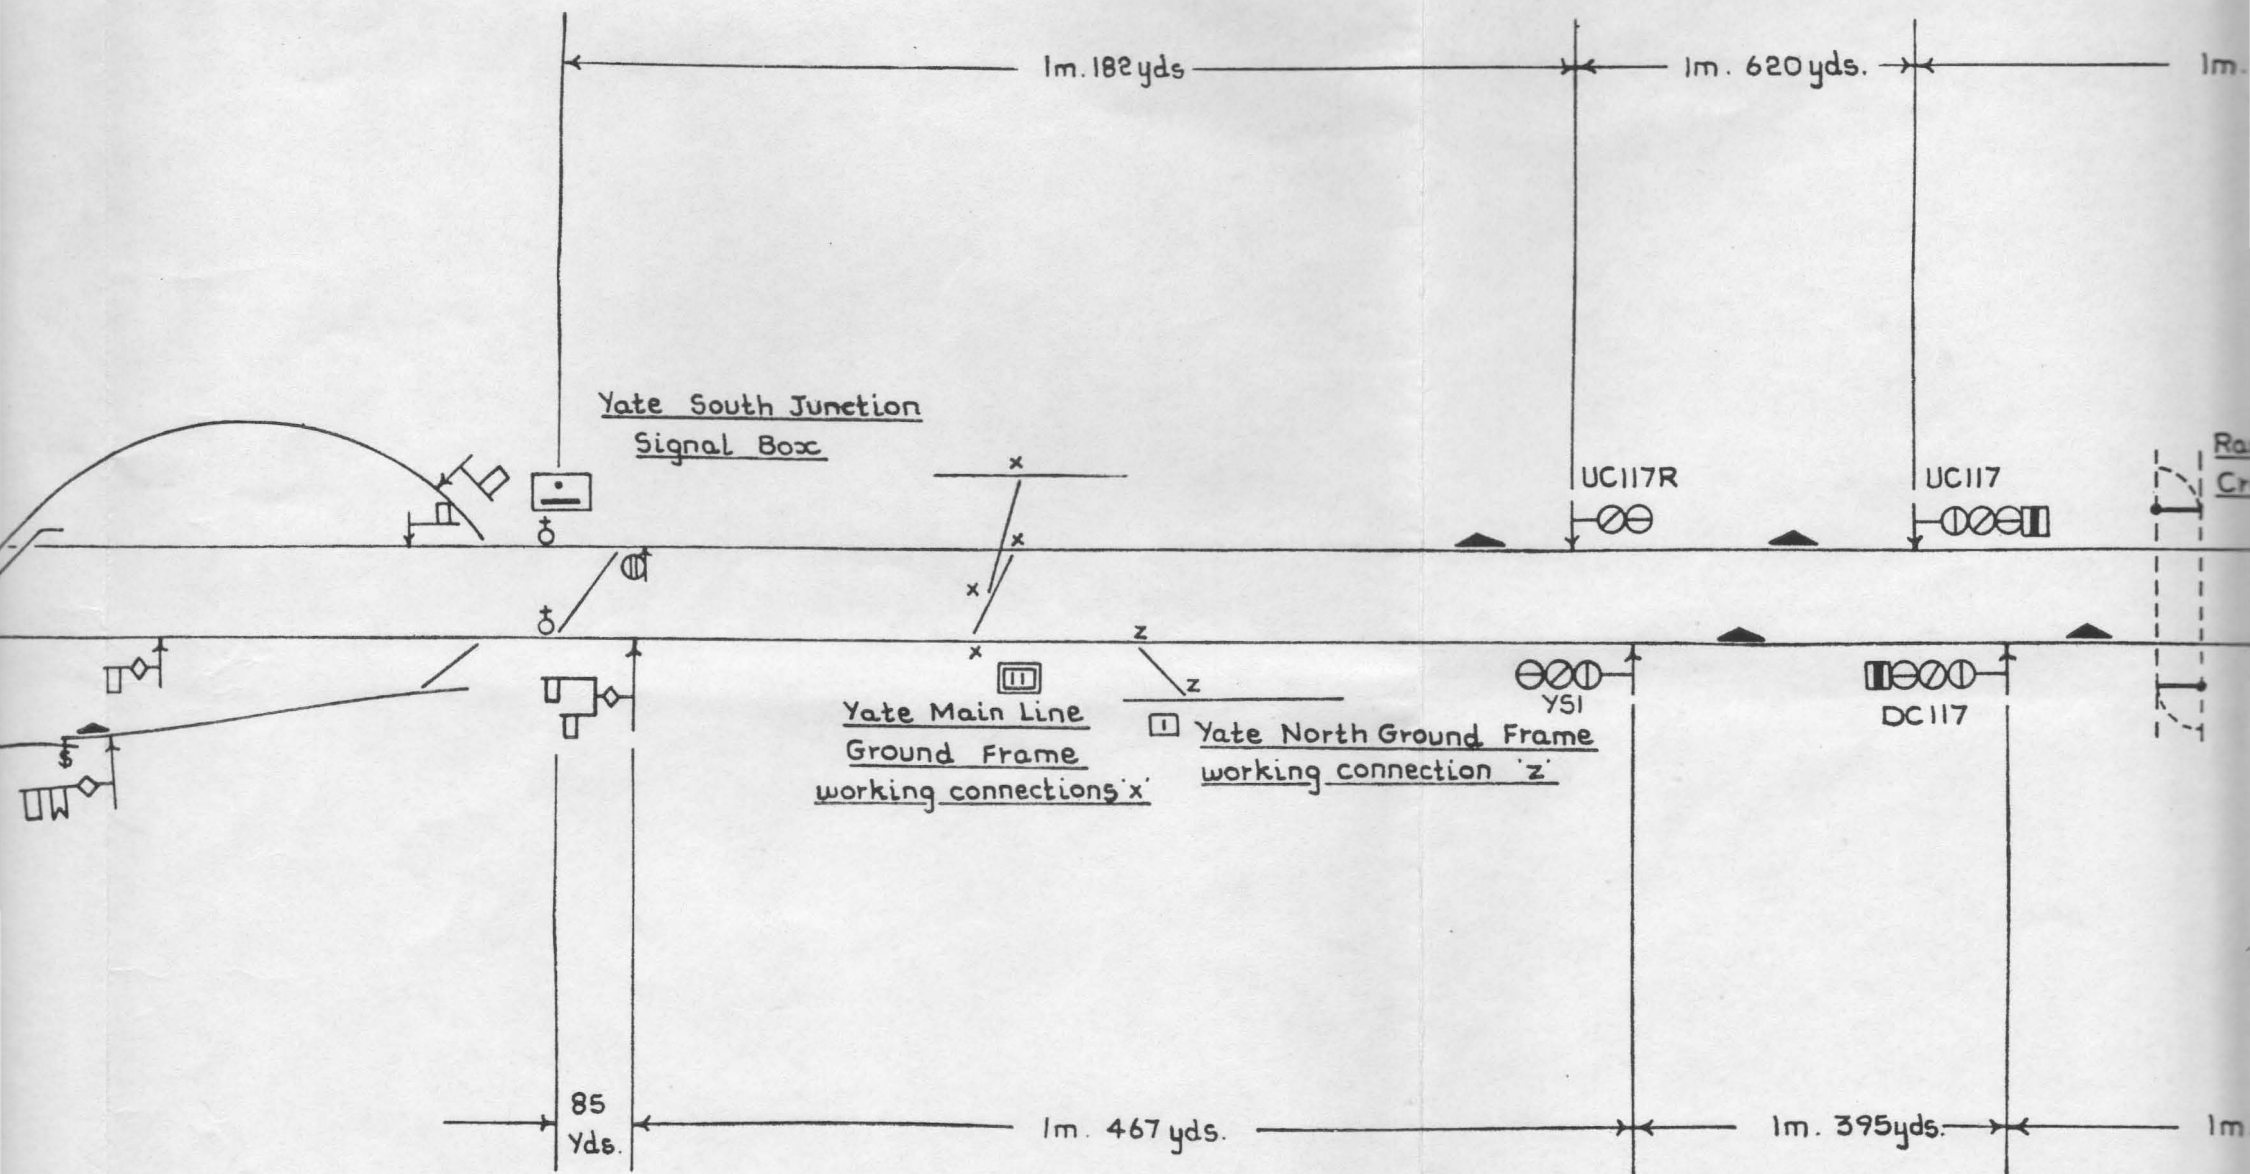 1m. 182 yds
1m. 620 yds.
1m.
Yate South Junction
Signal Box
x
UC117R
UC117
x
x
x
z
z
YS1
DC117
Yate Main Line
Ground Frame
working connections 'x'
Yate North Ground Frame
working connection 'z'
$
85
Yds.
1m. 467 yds.
1m. 395 yds.
1m